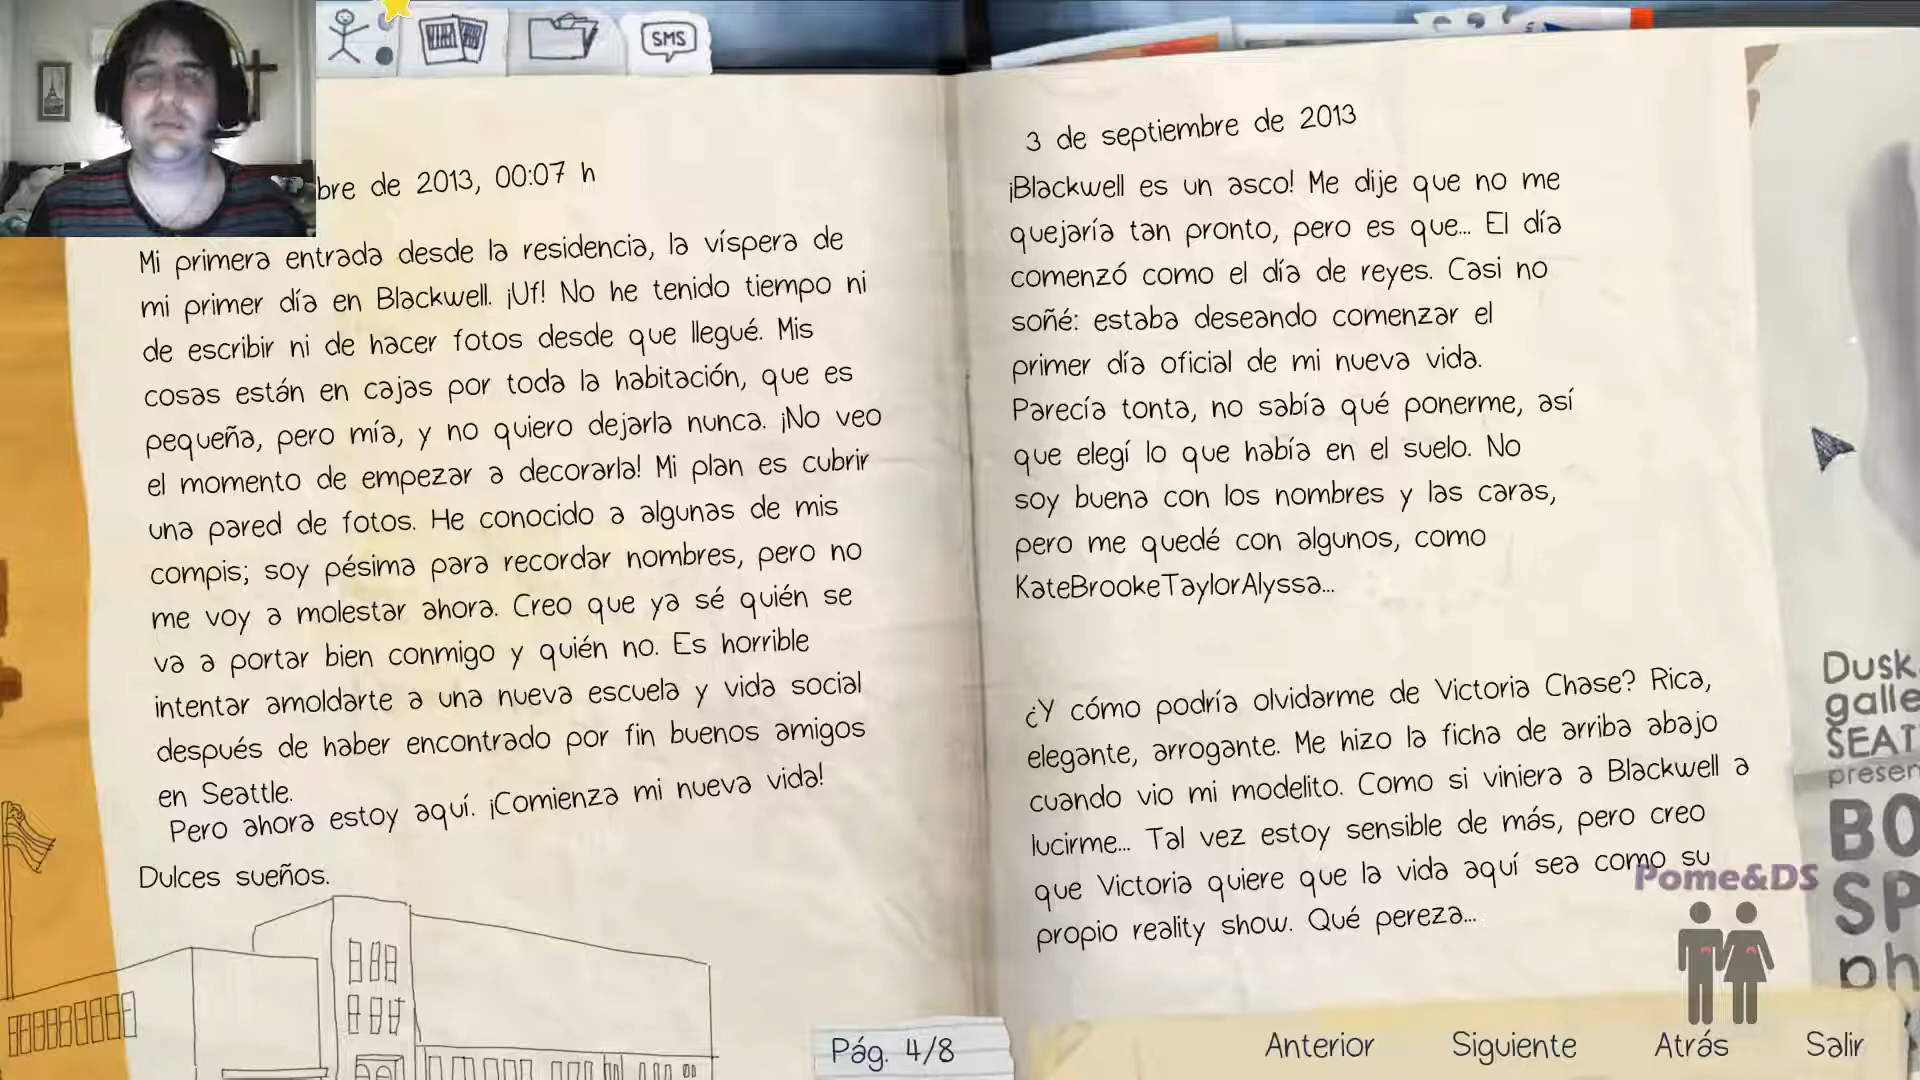 SMS
bre de 2013, 00:07 h
Mi primera entrada desde la residencia, la víspera de
mi primer día en Blackwell. ¡Uf! No he tenido tiempo ni
de escribir ni de hacer fotos desde que llegué. Mis
cosas están en cajas por toda la habitación, que es
pequeña, pero mía, y no quiero dejarla nunca. ¡No veo
el momento de empezar a decorarla! Mi plan es cubrir
una pared de fotos. He conocido a algunas de mis
compis; soy pésima para recordar nombres, pero no
me voy a molestar ahora. Creo que ya sé quién se
va a portar bien conmigo y quién no. Es horrible
intentar amoldarte a una nueva escuela y vida social
después de haber encontrado por fin buenos amigos
en Seattle.
Pero ahora estoy aquí. ¡Comienza mi nueva vida!
Dulces sueños.
3 de septiembre de 2013
¡Blackwell es un asco! Me dije que no me
quejaría tan pronto, pero es que... El día
comenzó como el día de reyes. Casi no
soñé: estaba deseando comenzar el
primer día oficial de mi nueva vida.
Parecía tonta, no sabía qué ponerme, así
que elegí lo que había en el suelo. No
soy buena con los nombres y las caras,
pero me quedé con algunos, como
KateBrookeTaylorAlyssa...
¿Y cómo podría olvidarme de Victoria Chase? Rica,
elegante, arrogante. Me hizo la ficha de arriba abajo
cuando vio mi modelito. Como si viniera a Blackwell a
lucirme... Tal vez estoy sensible de más, pero creo
que Victoria quiere que la vida aquí sea como su
propio reality show. Qué pereza...
Dusk
galle
SEAT
presen
BO
SP
ph
Pome&DS
Pág. 4/8
Anterior
Siguiente
Atrás
Salir